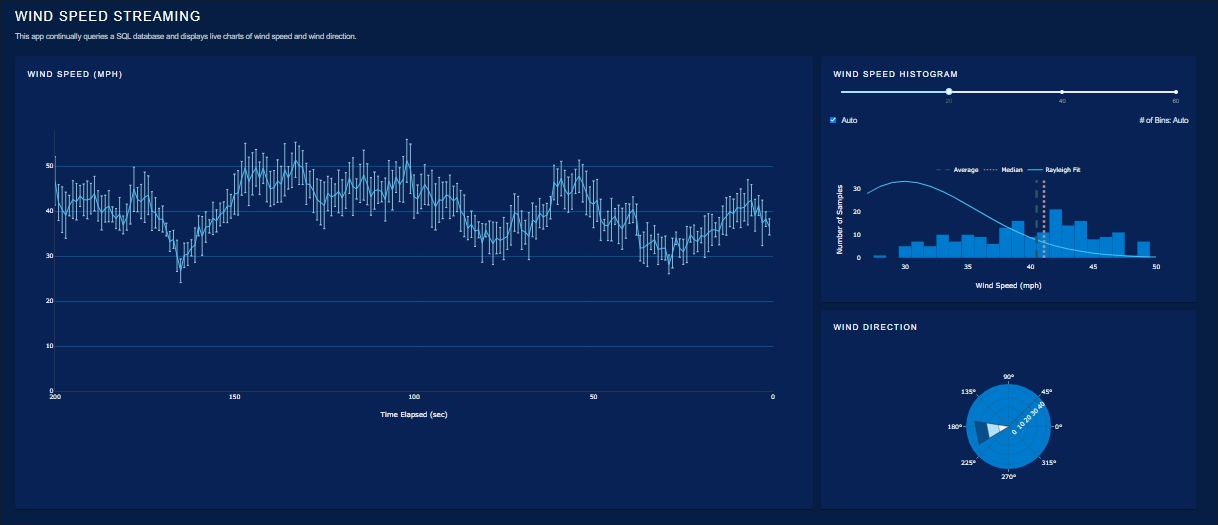 WIND SPEED STREAMING
This app continually queries a SQL database and displays live charts of wind speed and wind direction.
WIND SPEED (MPH)
50
40
30
20
10
0
200 150 100 50 0
Time Elapsed (sec)
WIND SPEED HISTOGRAM
20 40 60
Auto # of Bins: Auto
Average Median Rayleigh Fit
Number of Samples
30
20
10
0
30 35 40 45 50
Wind Speed (mph)
WIND DIRECTION
90°
135° 45°
0 10 20 30 40
180° 0°
225° 315°
270°